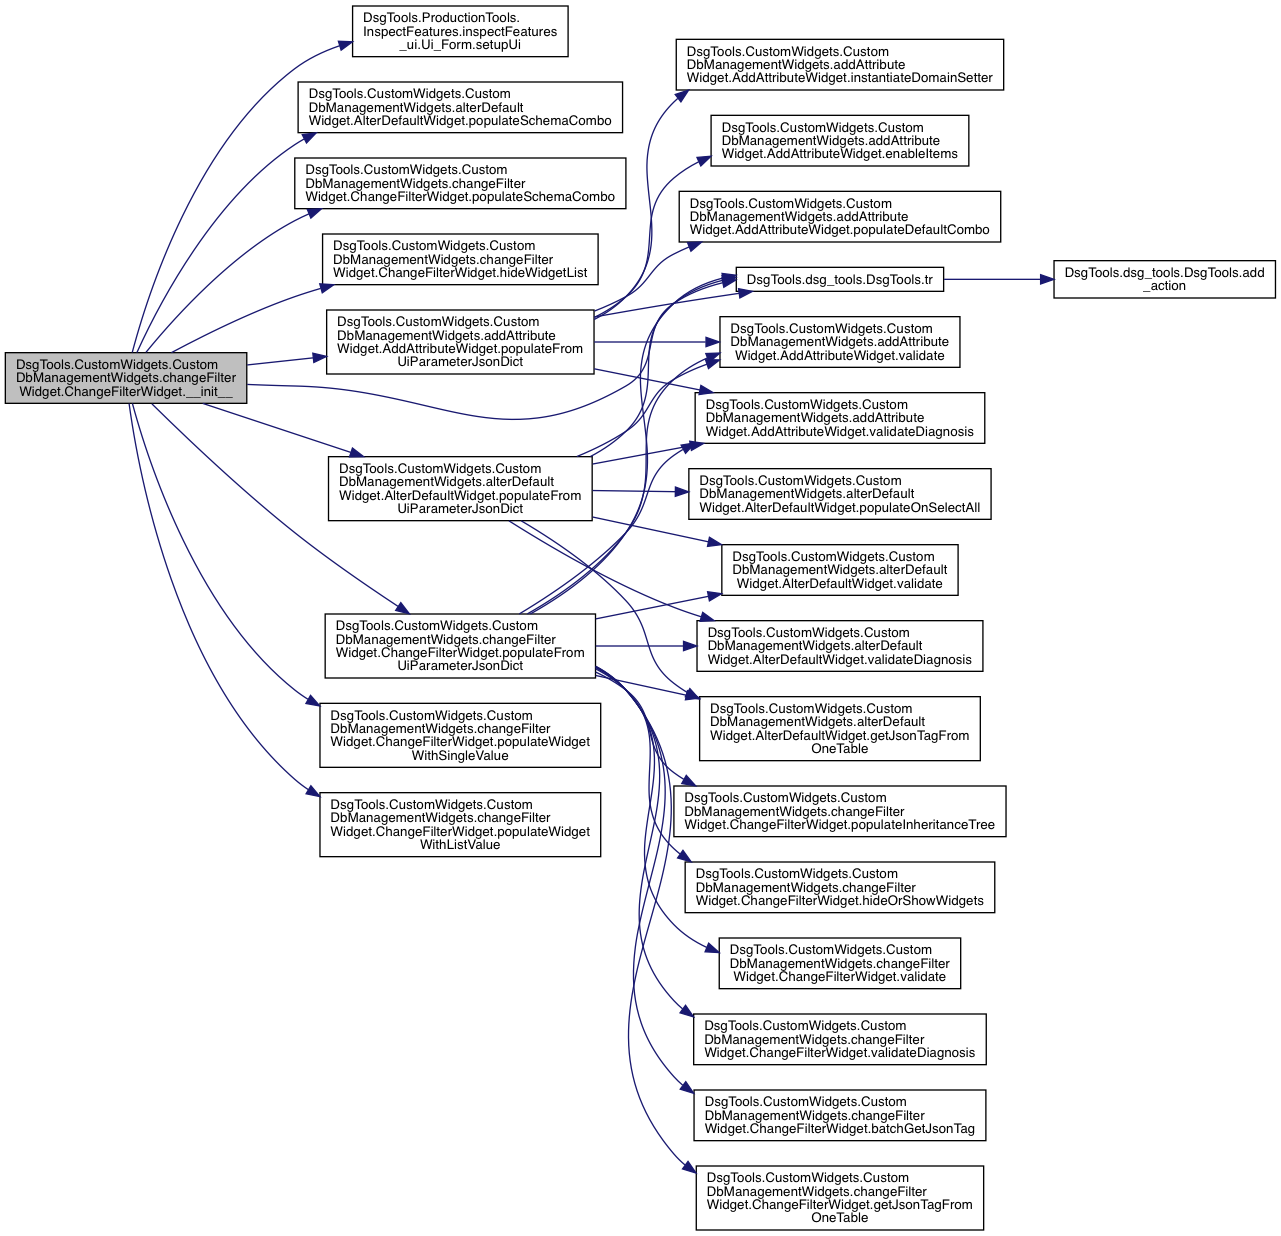 DsgTools.CustomWidgets.Custom
DbManagementWidgets.changeFilter
Widget.ChangeFilterWidget.__init__
DsgTools.ProductionTools.
InspectFeatures.inspectFeatures
_ui.Ui_Form.setupUi
DsgTools.CustomWidgets.Custom
DbManagementWidgets.alterDefault
Widget.AlterDefaultWidget.populateSchemaCombo
DsgTools.CustomWidgets.Custom
DbManagementWidgets.changeFilter
Widget.ChangeFilterWidget.populateSchemaCombo
DsgTools.CustomWidgets.Custom
DbManagementWidgets.changeFilter
Widget.ChangeFilterWidget.hideWidgetList
DsgTools.CustomWidgets.Custom
DbManagementWidgets.addAttribute
Widget.AddAttributeWidget.populateFrom
UiParameterJsonDict
DsgTools.CustomWidgets.Custom
DbManagementWidgets.alterDefault
Widget.AlterDefaultWidget.populateFrom
UiParameterJsonDict
DsgTools.CustomWidgets.Custom
DbManagementWidgets.changeFilter
Widget.ChangeFilterWidget.populateFrom
UiParameterJsonDict
DsgTools.CustomWidgets.Custom
DbManagementWidgets.changeFilter
Widget.ChangeFilterWidget.populateWidget
WithSingleValue
DsgTools.CustomWidgets.Custom
DbManagementWidgets.changeFilter
Widget.ChangeFilterWidget.populateWidget
WithListValue
DsgTools.CustomWidgets.Custom
DbManagementWidgets.addAttribute
Widget.AddAttributeWidget.instantiateDomainSetter
DsgTools.CustomWidgets.Custom
DbManagementWidgets.addAttribute
Widget.AddAttributeWidget.enableItems
DsgTools.CustomWidgets.Custom
DbManagementWidgets.addAttribute
Widget.AddAttributeWidget.populateDefaultCombo
DsgTools.dsg_tools.DsgTools.tr
DsgTools.dsg_tools.DsgTools.add
_action
DsgTools.CustomWidgets.Custom
DbManagementWidgets.addAttribute
Widget.AddAttributeWidget.validate
DsgTools.CustomWidgets.Custom
DbManagementWidgets.addAttribute
Widget.AddAttributeWidget.validateDiagnosis
DsgTools.CustomWidgets.Custom
DbManagementWidgets.alterDefault
Widget.AlterDefaultWidget.populateOnSelectAll
DsgTools.CustomWidgets.Custom
DbManagementWidgets.alterDefault
Widget.AlterDefaultWidget.validate
DsgTools.CustomWidgets.Custom
DbManagementWidgets.alterDefault
Widget.AlterDefaultWidget.validateDiagnosis
DsgTools.CustomWidgets.Custom
DbManagementWidgets.alterDefault
Widget.AlterDefaultWidget.getJsonTagFrom
OneTable
DsgTools.CustomWidgets.Custom
DbManagementWidgets.changeFilter
Widget.ChangeFilterWidget.populateInheritanceTree
DsgTools.CustomWidgets.Custom
DbManagementWidgets.changeFilter
Widget.ChangeFilterWidget.hideOrShowWidgets
DsgTools.CustomWidgets.Custom
DbManagementWidgets.changeFilter
Widget.ChangeFilterWidget.validate
DsgTools.CustomWidgets.Custom
DbManagementWidgets.changeFilter
Widget.ChangeFilterWidget.validateDiagnosis
DsgTools.CustomWidgets.Custom
DbManagementWidgets.changeFilter
Widget.ChangeFilterWidget.batchGetJsonTag
DsgTools.CustomWidgets.Custom
DbManagementWidgets.changeFilter
Widget.ChangeFilterWidget.getJsonTagFrom
OneTable